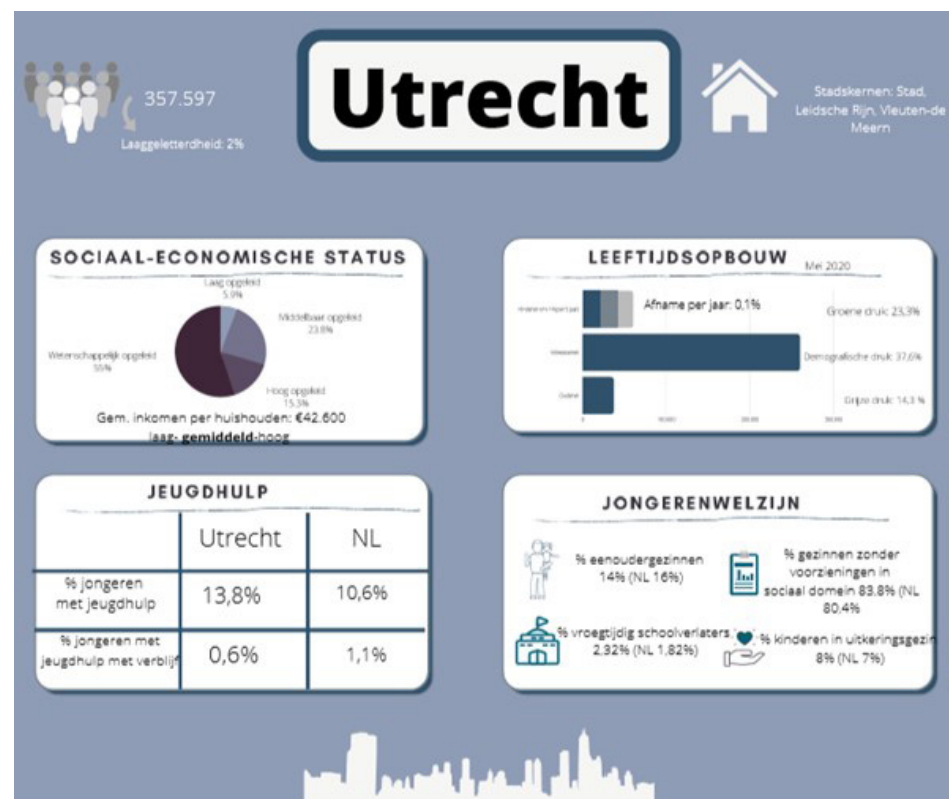 Utrecht
357.597
Laaggeletterdheid: 2%
Stadskernen: Stad,
Leidsche Rijn, Vleuten-de
Meern
SOCIAAL-ECONOMISCHE STATUS
Laag opgeleid
5.9%
Middelbaar opgeleid
23.8%
Wetenschappelijk opgeleid
55%
Hoog opgeleid
15.3%
Gem. inkomen per huishouden: €42.600
laag- gemiddeld-hoog
LEEFTIJDSOPBOUW
Mei 2020
Afname per jaar: 0,1%
Groene druk: 23,3%
Demografische druk: 37,6%
Grijze druk: 14,3 %
0
JEUGDHULP
Utrecht
NL
% jongeren
met jeugdhulp
13,8%
10,6%
% jongeren met
jeugdhulp met verblijf
0,6%
1,1%
JONGERENWELZIJN
% eenoudergezinnen
14% (NL 16%)
% gezinnen zonder
voorzieningen in
sociaal domein 83.8% (NL
80,4%
% vroegtijdig schoolverlaters
2,32% (NL 1,82%)
% kinderen in uitkeringsgezin
8% (NL 7%)